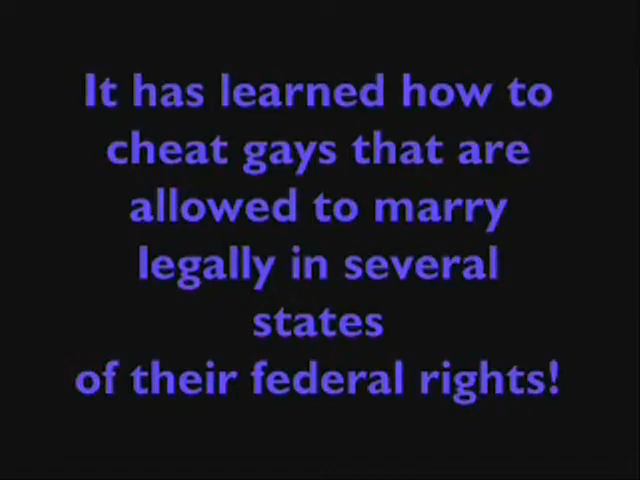 It has learned how to
cheat gays that are
allowed to marry
legally in several
states
of their federal rights!